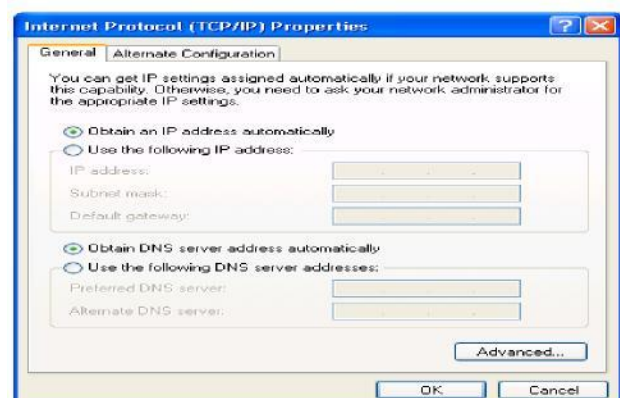 Internet Protocol (TCP/IP) Properties
General Alternate Configuration
You can get IP settings assigned automatically if your network supports
this capability. Otherwise, you need to ask your network administrator for
the appropriate IP settings.
Obtain an IP address automatically
Use the following IP address:
IP address:
Subnet mask:
Default gateway:
Obtain DNS server address automatically
Use the following DNS server addresses:
Preferred DNS server:
Alternate DNS server:
Advanced...
OK Cancel